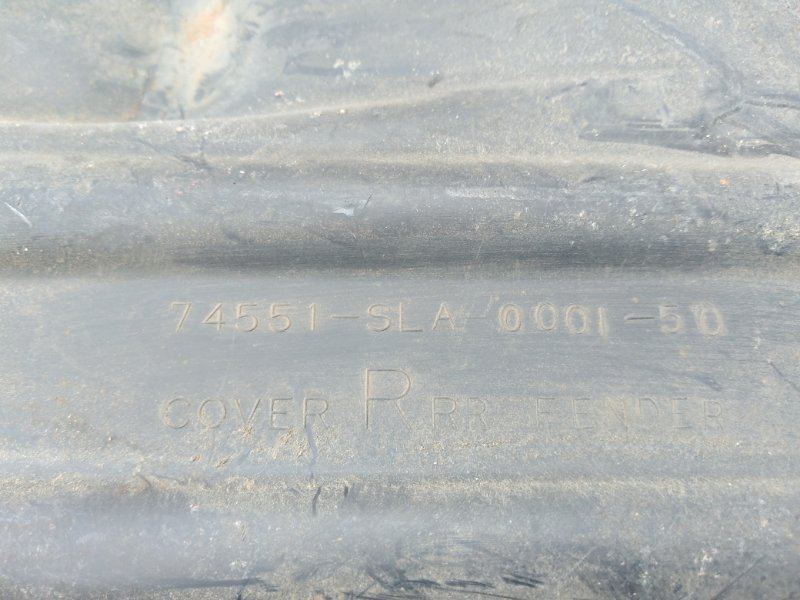 74551-SLA 0001-50
COVER R RR FENDER